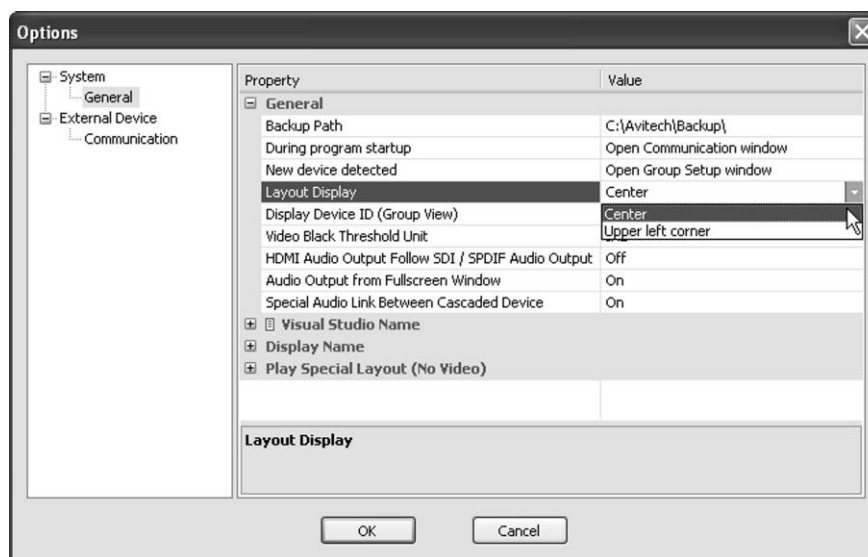 Options
System
General
External Device
Communication
Property Value
General
Backup Path C:\Avitech\Backup\
During program startup Open Communication window
New device detected Open Group Setup window
Layout Display Center
Display Device ID (Group View) Center
Video Black Threshold Unit Upper left corner
HDMI Audio Output Follow SDI / SPDIF Audio Output Off
Audio Output from Fullscreen Window On
Special Audio Link Between Cascaded Device On
Visual Studio Name
Display Name
Play Special Layout (No Video)
Layout Display
OK Cancel